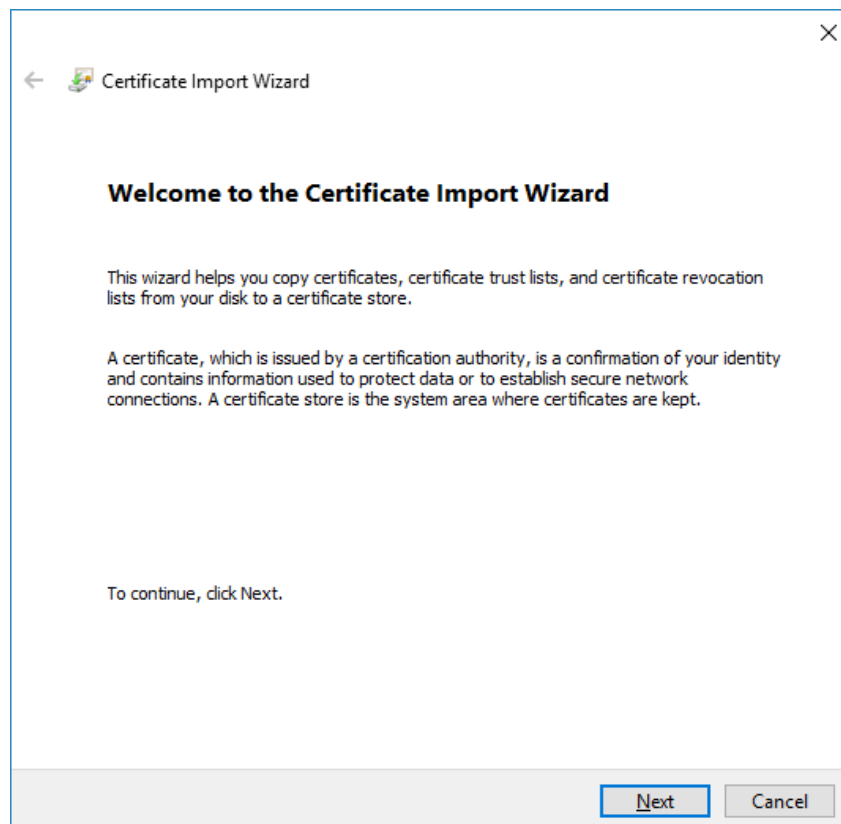 Certificate Import Wizard
Welcome to the Certificate Import Wizard
This wizard helps you copy certificates, certificate trust lists, and certificate revocation
lists from your disk to a certificate store.
A certificate, which is issued by a certification authority, is a confirmation of your identity
and contains information used to protect data or to establish secure network
connections. A certificate store is the system area where certificates are kept.
To continue, click Next.
Next Cancel